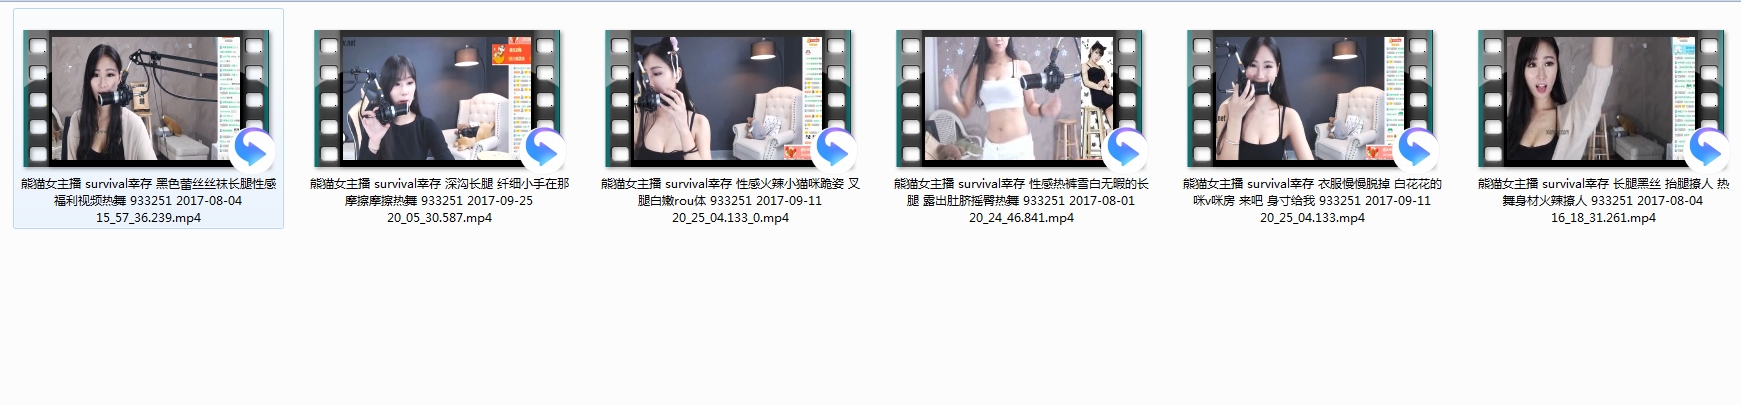 熊猫女主播 survival幸存 黑色蕾丝丝袜长腿性感
福利视频热舞 933251 2017-08-04
15_57_36.239.mp4
熊猫女主播 survival幸存 深沟长腿 纤细小手在那
摩擦摩擦热舞 933251 2017-09-25
20_05_30.587.mp4
熊猫女主播 survival幸存 性感火辣小猫咪跪姿 叉
腿白嫩rou体 933251 2017-09-11
20_25_04.133_0.mp4
熊猫女主播 survival幸存 性感热裤雪白无暇的长
腿 露出肚脐摇臀热舞 933251 2017-08-01
20_24_46.841.mp4
熊猫女主播 survival幸存 衣服慢慢脱掉 白花花的
咪v咪房 来吧 身寸给我 933251 2017-09-11
20_25_04.133.mp4
熊猫女主播 survival幸存 长腿黑丝 抬腿撩人 热
舞身材火辣撩人 933251 2017-08-04
16_18_31.261.mp4